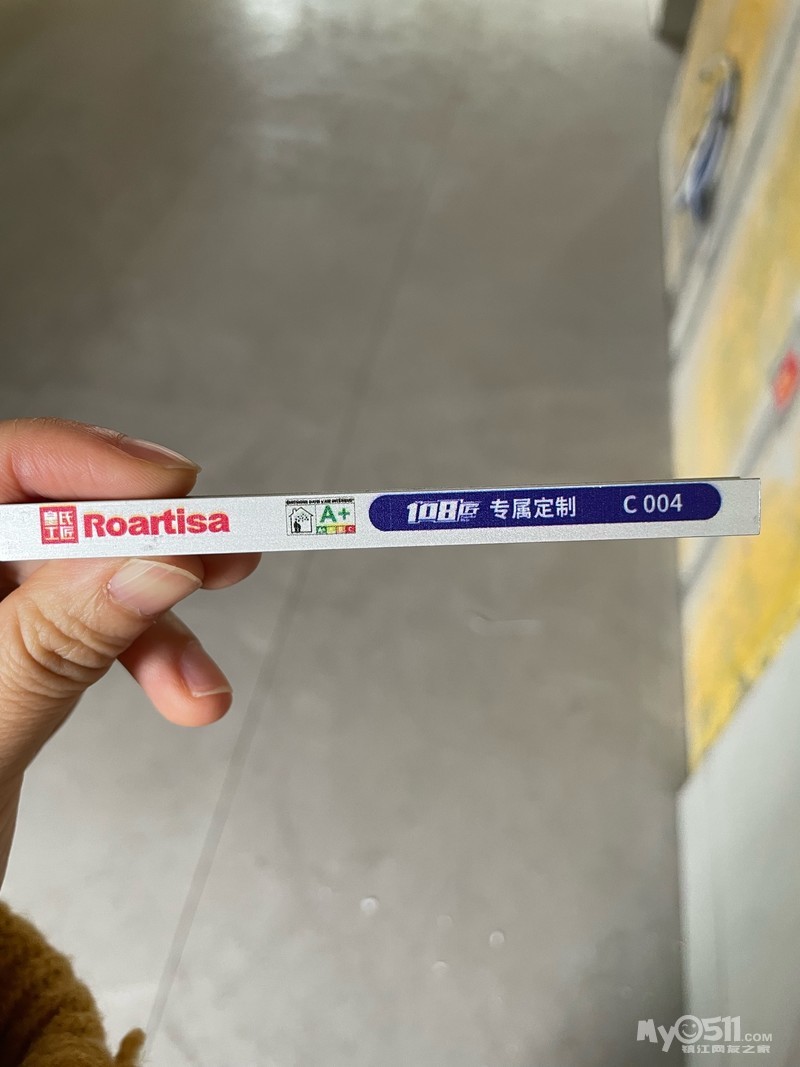 皇氏
工匠
Roartisa
A+
108匠 专属定制
C 004
MY0511.COM
镇江网友之家